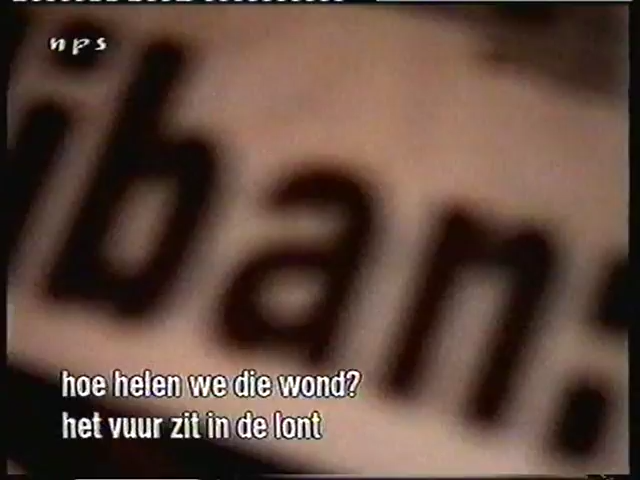 nps
iban:
hoe helen we die wond?
het vuur zit in de lont